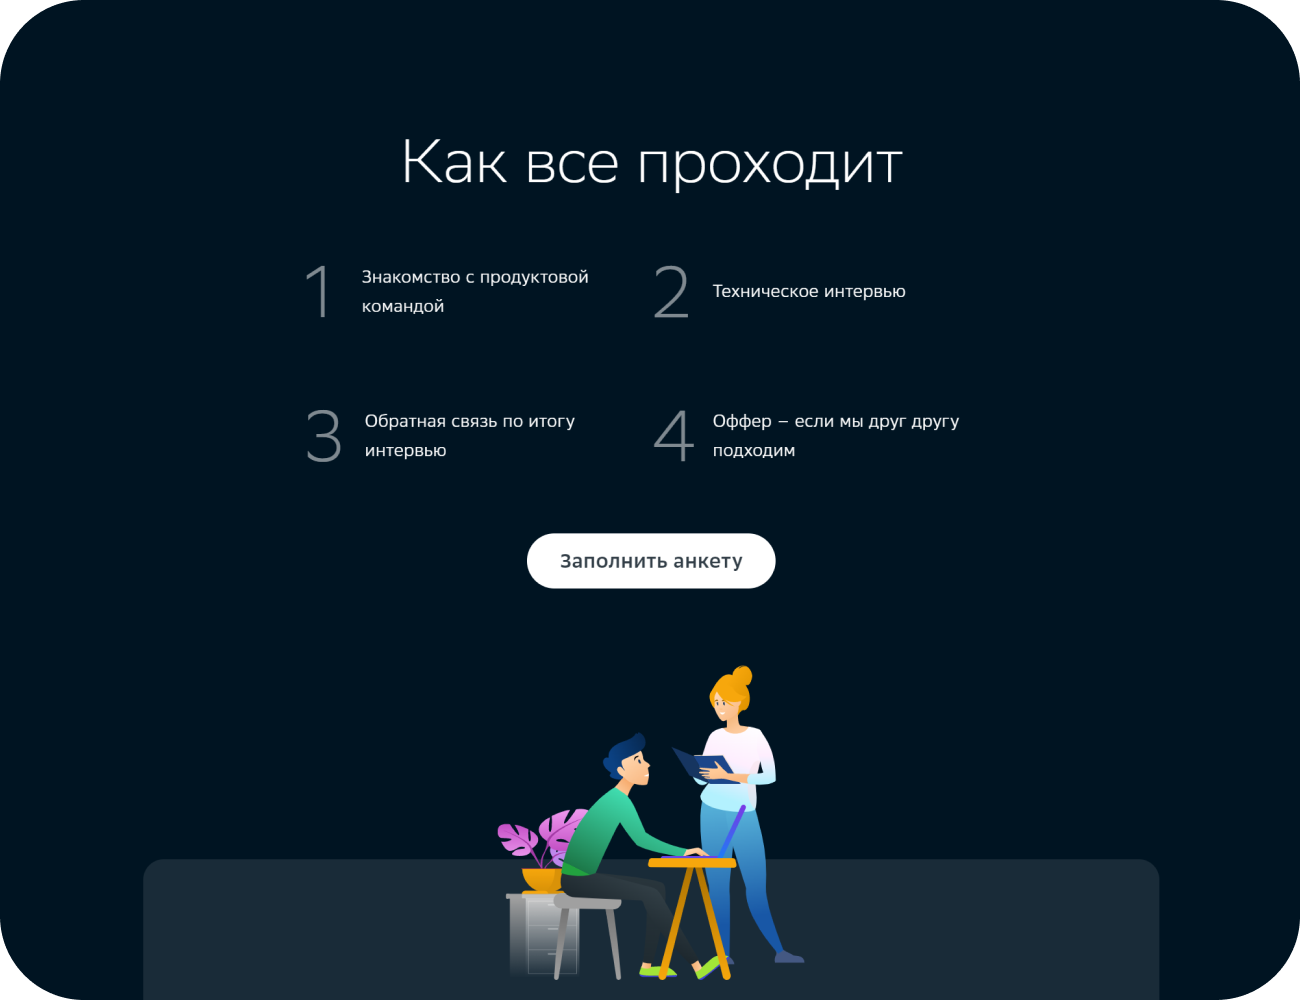 Как все проходит
1
Знакомство с продуктовой
командой
2
Техническое интервью
3
Обратная связь по итогу
интервью
4
Оффер – если мы друг другу
подходим
Заполнить анкету